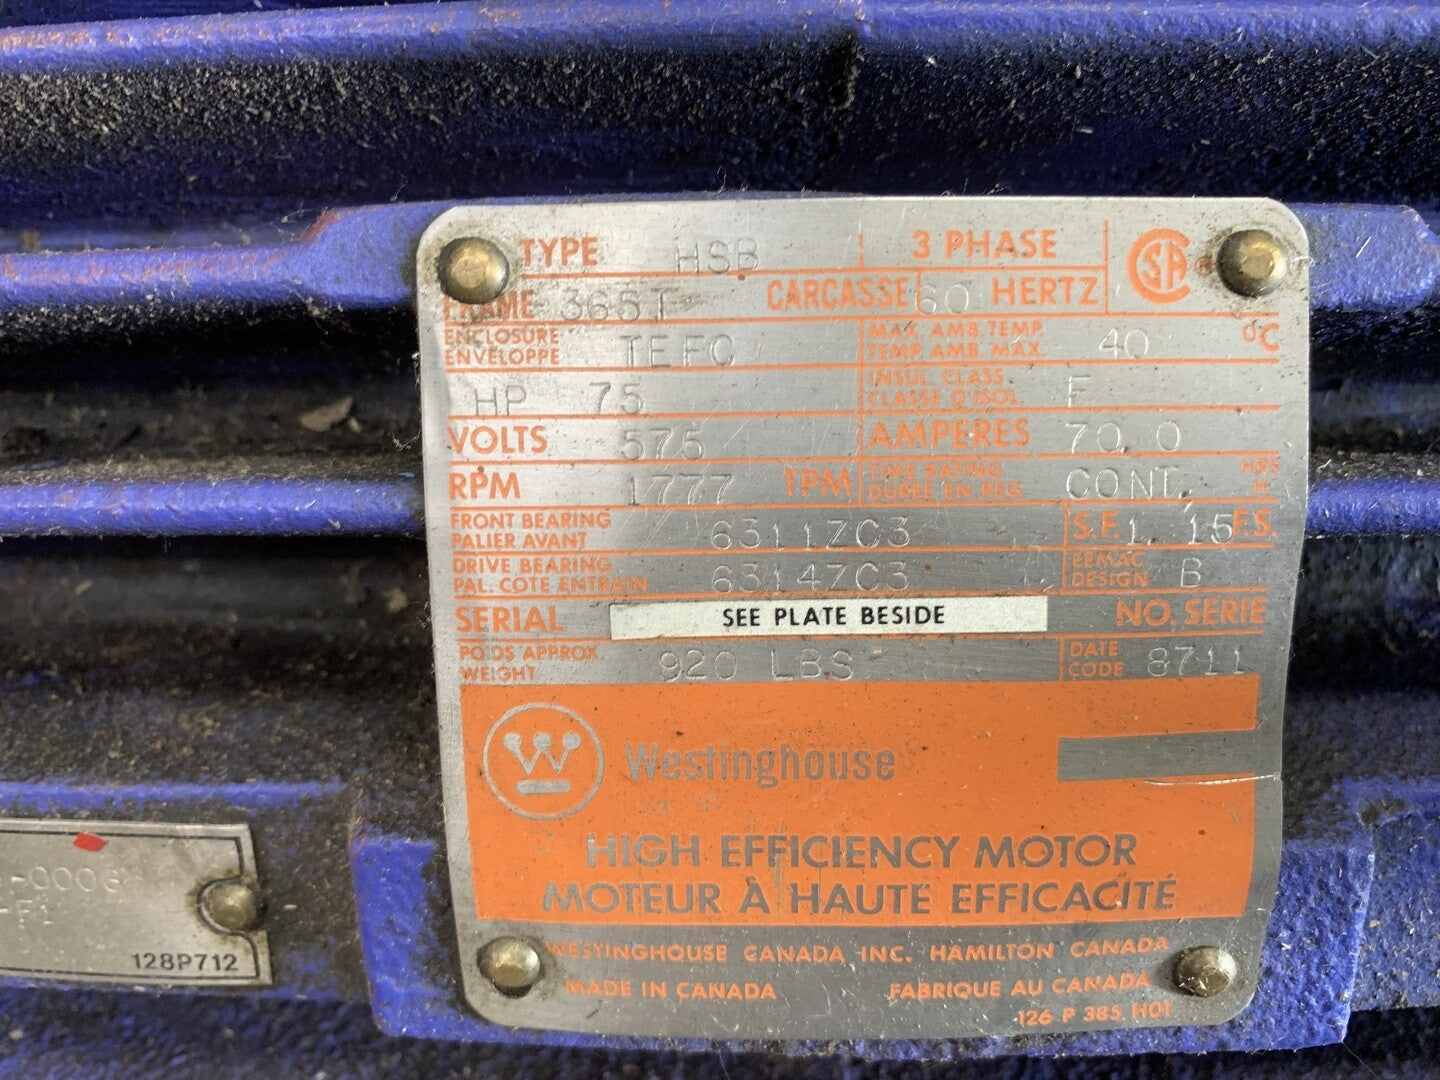 TYPE HSB 3 PHASE CSA ®
FRAME 365T CARCASSE 60 HERTZ
ENCLOSURE
ENVELOPPE TEFC
MAX. AMB. TEMP.
TEMP. AMB. MAX. 40 °C
HP 75
INSUL. CLASS
CLASSE D'ISOL. F
VOLTS 575 AMPERES 70.0
RPM 1777 TPM
TIME RATING
DURÉE EN REG. CONT. HRS
H
FRONT BEARING
PALIER AVANT 6311ZC3
S.F. 1.15 F.S.
DRIVE BEARING
PAL. COTE ENTRAIN 6314ZC3
EEMAC
DESIGN B
SERIAL SEE PLATE BESIDE NO. SERIE
POIDS APPROX.
WEIGHT 920 LBS
DATE
CODE 8711
W Westinghouse
HIGH EFFICIENCY MOTOR
MOTEUR À HAUTE EFFICACITÉ
WESTINGHOUSE CANADA INC. HAMILTON CANADA
MADE IN CANADA FABRIQUE AU CANADA
126 P 385 H01
128P712